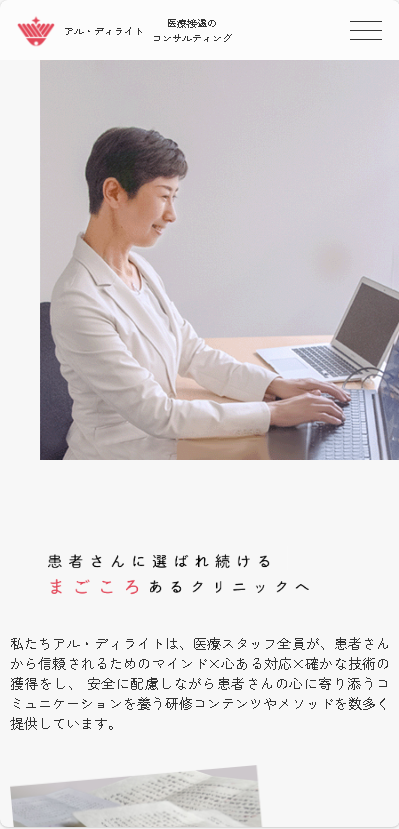 アル・ディライト
医療接遇の
コンサルティング
患者さんに選ばれ続ける
まごころあるクリニックへ
私たちアル・ディライトは、医療スタッフ全員が、患者さん
から信頼されるためのマインド×心ある対応×確かな技術の
獲得をし、 安全に配慮しながら患者さんの心に寄り添うコ
ミュニケーションを養う研修コンテンツやメソッドを数多く
提供しています。